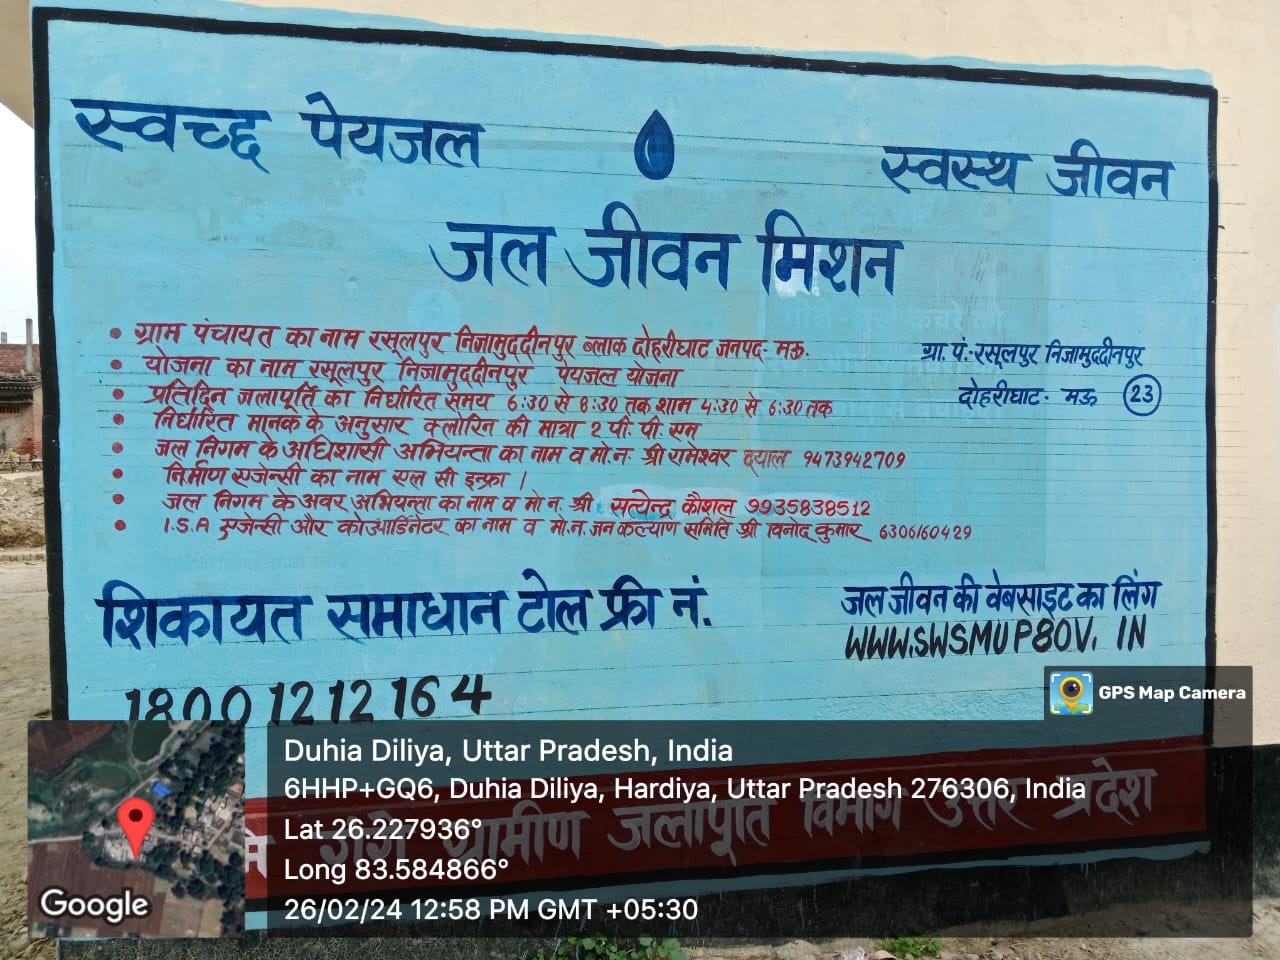 स्वच्छ पेयजल
स्वस्थ जीवन
जल जीवन मिशन
• ग्राम पंचायत का नाम रसूलपुर निजामुद्दीनपुर ब्लाक दोहरीघाट जनपद- मऊ.
• योजना का नाम रसूलपुर निजामुद्दीनपुर पेयजल योजना
• प्रतिदिन जलापूर्ति का निर्धारित समय 6:30 से 8:30 तक शाम 4:30 से 6:30 तक
• निर्धारित मानक के अनुसार क्लोरिन की मात्रा 2 पी. पी. एम
• जल निगम के अधिशासी अभियन्ता का नाम व मो.न. श्री रामेश्वर दयाल 9473942709
• निर्माण एजेन्सी का नाम एल सी इन्फ्रा ।
• जल निगम के अवर अभियन्ता का नाम व मो न. श्री सत्येन्द्र कौशल 9935838512
• I.S.A एजेन्सी और कोआर्डिनेटर का नाम व मो.न. जन कल्याण समिति श्री विनोद कुमार 6306160429
ग्रा. पं.-रसूलपुर निजामुद्दीनपुर
दोहरीघाट- मऊ 23
शिकायत समाधान टोल फ्री नं.
1800 12 12 16 4
जल जीवन की वेबसाइट का लिंग
WWW.SWSMUP8OV. IN
ग्रामीण जलापूर्ति विभाग उत्तर प्रदेश
GPS Map Camera
Duhia Diliya, Uttar Pradesh, India
6HHP+GQ6, Duhia Diliya, Hardiya, Uttar Pradesh 276306, India
Lat 26.227936°
Long 83.584866°
26/02/24 12:58 PM GMT +05:30
Google